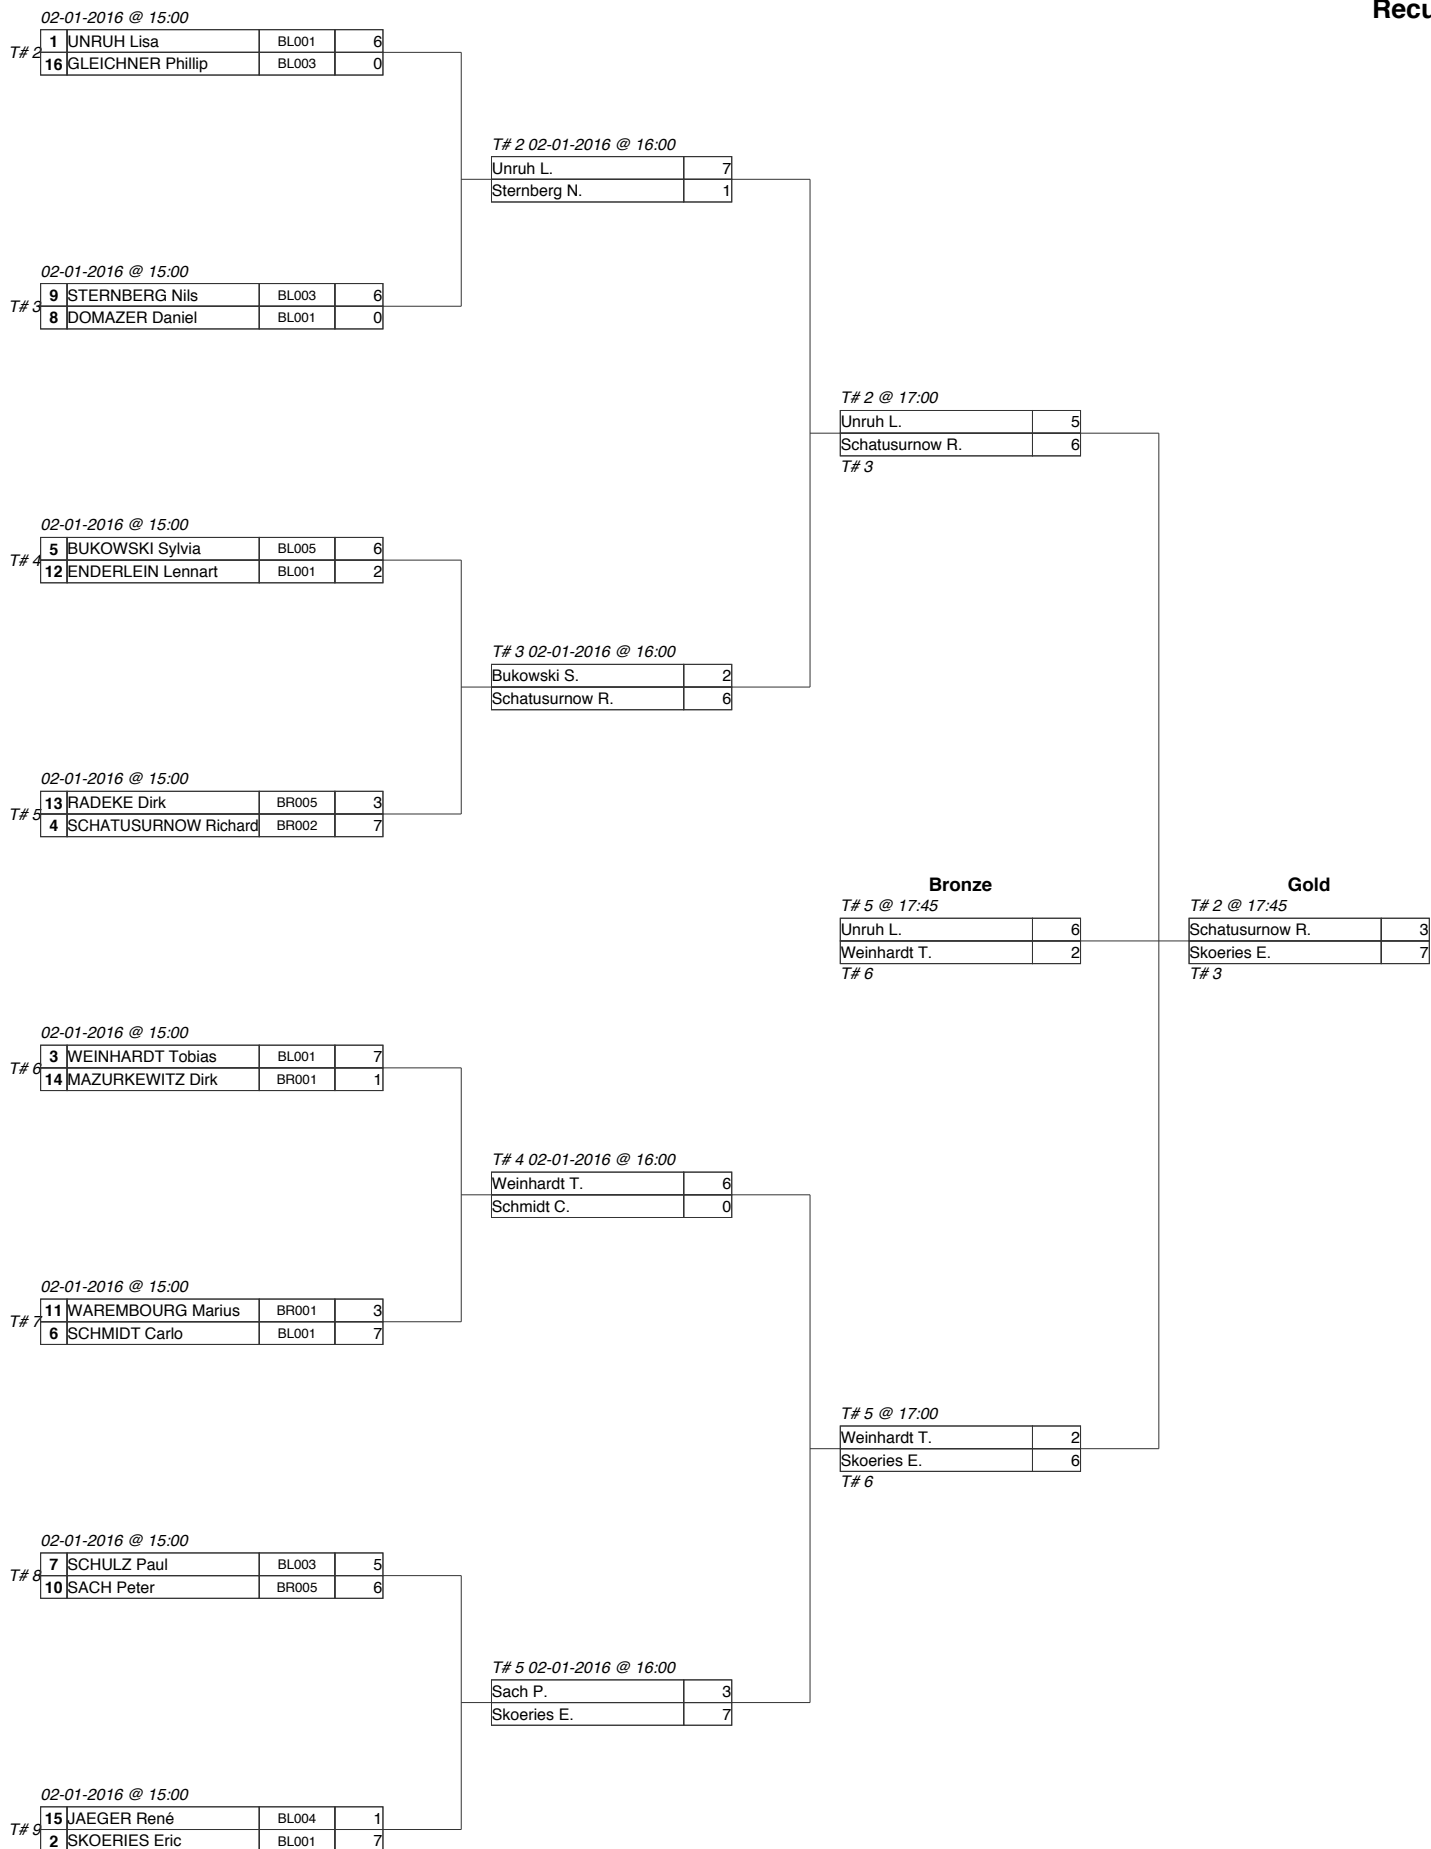 Recu
02-01-2016 @ 15:00
T# 2
1 UNRUH Lisa BL001 6
16 GLEICHNER Phillip BL003 0
T# 2 02-01-2016 @ 16:00
Unruh L. 7
Sternberg N. 1
02-01-2016 @ 15:00
T# 3
9 STERNBERG Nils BL003 6
8 DOMAZER Daniel BL001 0
T# 2 @ 17:00
Unruh L. 5
Schatusurnow R. 6
T# 3
02-01-2016 @ 15:00
T# 4
5 BUKOWSKI Sylvia BL005 6
12 ENDERLEIN Lennart BL001 2
T# 3 02-01-2016 @ 16:00
Bukowski S. 2
Schatusurnow R. 6
02-01-2016 @ 15:00
T# 5
13 RADEKE Dirk BR005 3
4 SCHATUSURNOW Richard BR002 7
Bronze
T# 5 @ 17:45
Unruh L. 6
Weinhardt T. 2
T# 6
Gold
T# 2 @ 17:45
Schatusurnow R. 3
Skoeries E. 7
T# 3
02-01-2016 @ 15:00
T# 6
3 WEINHARDT Tobias BL001 7
14 MAZURKEWITZ Dirk BR001 1
T# 4 02-01-2016 @ 16:00
Weinhardt T. 6
Schmidt C. 0
02-01-2016 @ 15:00
T# 7
11 WAREMBOURG Marius BR001 3
6 SCHMIDT Carlo BL001 7
T# 5 @ 17:00
Weinhardt T. 2
Skoeries E. 6
T# 6
02-01-2016 @ 15:00
T# 8
7 SCHULZ Paul BL003 5
10 SACH Peter BR005 6
T# 5 02-01-2016 @ 16:00
Sach P. 3
Skoeries E. 7
02-01-2016 @ 15:00
T# 9
15 JAEGER René BL004 1
2 SKOERIES Eric BL001 7